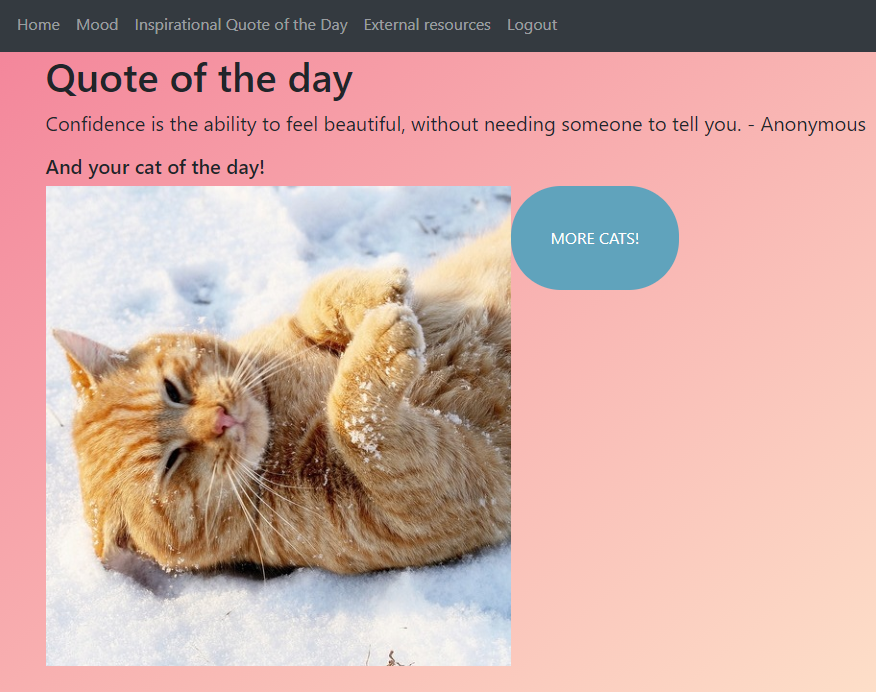 Home Mood Inspirational Quote of the Day External resources Logout
Quote of the day
Confidence is the ability to feel beautiful, without needing someone to tell you. - Anonymous
And your cat of the day!
MORE CATS!